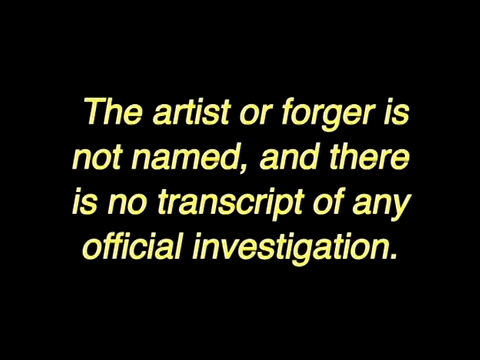 The artist or forger is
not named, and there
is no transcript of any
official investigation.